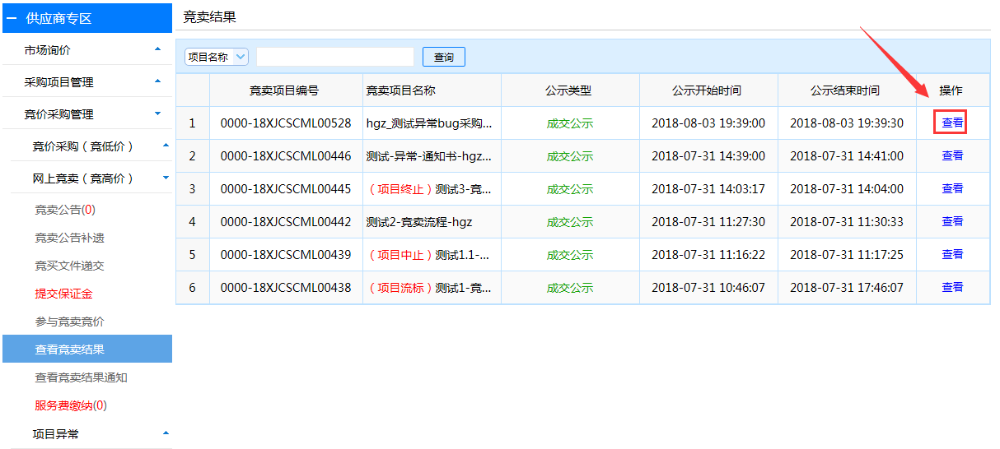 供应商专区
市场询价
采购项目管理
竞价采购管理
竞价采购（竞低价）
网上竞卖（竞高价）
竞卖公告(0)
竞卖公告补遗
竞买文件递交
提交保证金
参与竞卖竞价
查看竞卖结果
查看竞卖结果通知
服务费缴纳(0)
项目异常
竞卖结果
项目名称 查询
竞卖项目编号 竞卖项目名称 公示类型 公示开始时间 公示结束时间 操作
1 0000-18XJCSCML00528 hgz_测试异常bug采购... 成交公示 2018-08-03 19:39:00 2018-08-03 19:39:30 查看
2 0000-18XJCSCML00446 测试-异常-通知书-hgz... 成交公示 2018-07-31 14:39:00 2018-07-31 14:41:00 查看
3 0000-18XJCSCML00445 （项目终止）测试3-竞... 成交公示 2018-07-31 14:03:17 2018-07-31 14:04:00 查看
4 0000-18XJCSCML00442 测试2-竞卖流程-hgz 成交公示 2018-07-31 11:27:30 2018-07-31 11:30:33 查看
5 0000-18XJCSCML00439 （项目中止）测试1.1-... 成交公示 2018-07-31 11:16:22 2018-07-31 11:17:25 查看
6 0000-18XJCSCML00438 （项目流标）测试1-竞... 成交公示 2018-07-31 10:46:07 2018-07-31 17:46:07 查看